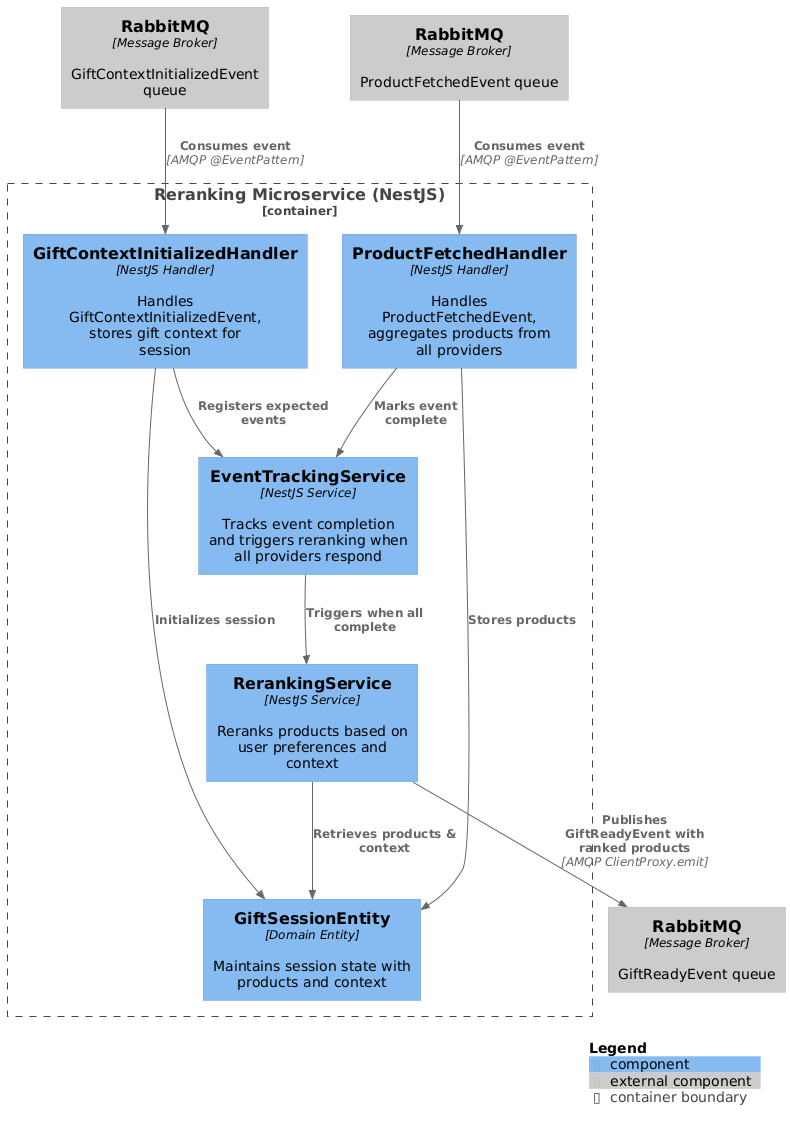 RabbitMQ
[Message Broker]
GiftContextInitializedEvent
queue
RabbitMQ
[Message Broker]
ProductFetchedEvent queue
Consumes event
[AMQP @EventPattern]
Consumes event
[AMQP @EventPattern]
Reranking Microservice (NestJS)
[container]
GiftContextInitializedHandler
[NestJS Handler]
Handles
GiftContextInitializedEvent,
stores gift context for
session
ProductFetchedHandler
[NestJS Handler]
Handles
ProductFetchedEvent,
aggregates products from
all providers
Registers expected
events
Marks event
complete
EventTrackingService
[NestJS Service]
Tracks event completion
and triggers reranking when
all providers respond
Initializes session
Triggers when all
complete
Stores products
RerankingService
[NestJS Service]
Reranks products based on
user preferences and
context
Retrieves products &
context
Publishes
GiftReadyEvent with
ranked products
[AMQP ClientProxy.emit]
GiftSessionEntity
[Domain Entity]
Maintains session state with
products and context
RabbitMQ
[Message Broker]
GiftReadyEvent queue
Legend
component
external component
container boundary